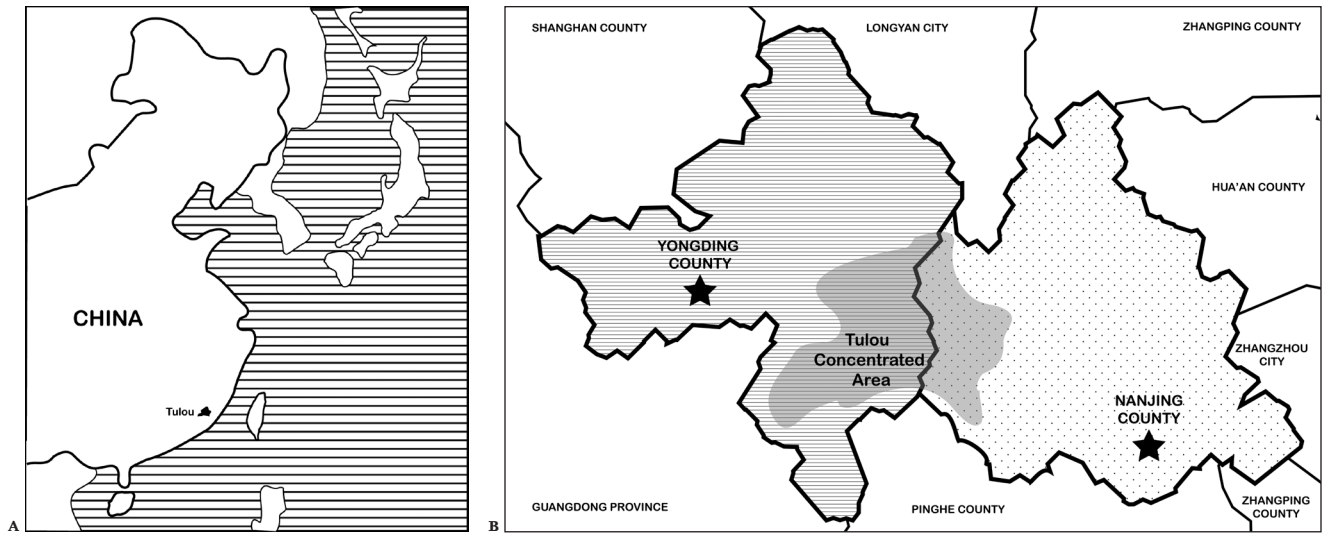 CHINA
Tulou
A
SHANGHAN COUNTY
LONGYAN CITY
ZHANGPING COUNTY
HUA'AN COUNTY
YONGDING
COUNTY
Tulou
Concentrated
Area
ZHANGZHOU
CITY
NANJING
COUNTY
GUANGDONG PROVINCE
PINGHE COUNTY
ZHANGPING
COUNTY
B